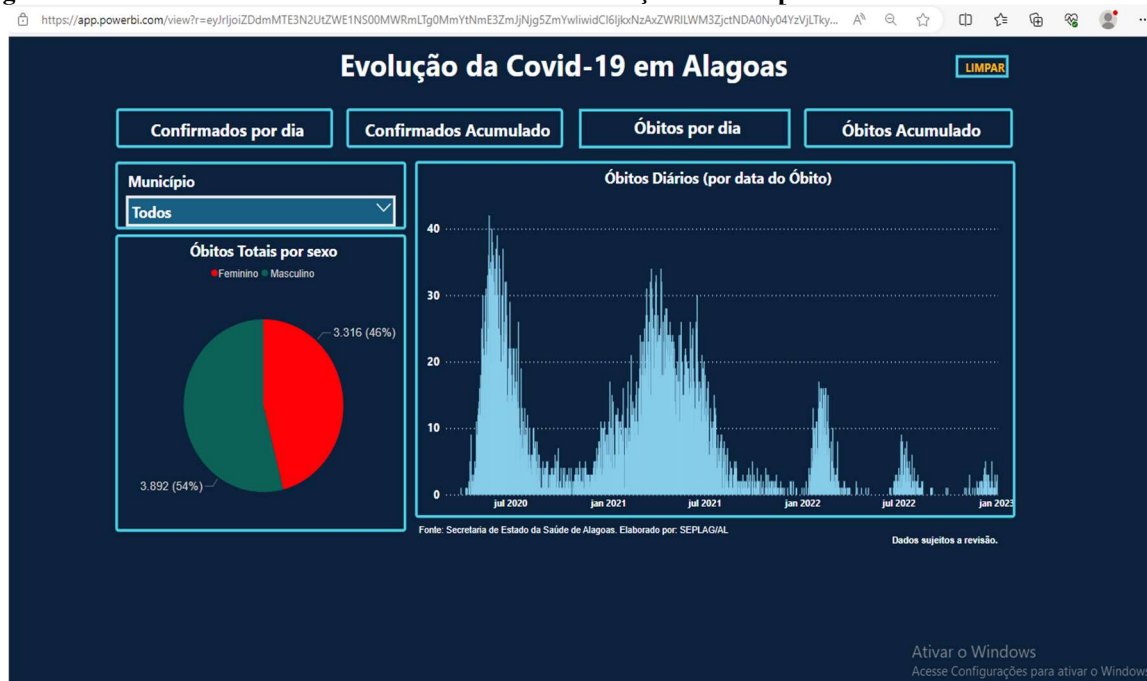 https://app.powerbi.com/view?r=eyJrIjoiZDdmMTE3N2UtZWE1NS00MWRmLTg0MmYtNmE3ZmJjNjg5ZmYwIiwidCI6IjkxNzAxZWRlLWM3ZjctNDA0Ny04YzVjLTky...
Evolução da Covid-19 em Alagoas
LIMPAR
Confirmados por dia
Confirmados Acumulado
Óbitos por dia
Óbitos Acumulado
Município
Todos
Óbitos Totais por sexo
Feminino Masculino
3.316 (46%)
3.892 (54%)
Óbitos Diários (por data do Óbito)
40
30
20
10
0
jul 2020 jan 2021 jul 2021 jan 2022 jul 2022 jan 2023
Fonte: Secretaria de Estado da Saúde de Alagoas. Elaborado por: SEPLAG/AL
Dados sujeitos a revisão.
Ativar o Windows
Acesse Configurações para ativar o Windows